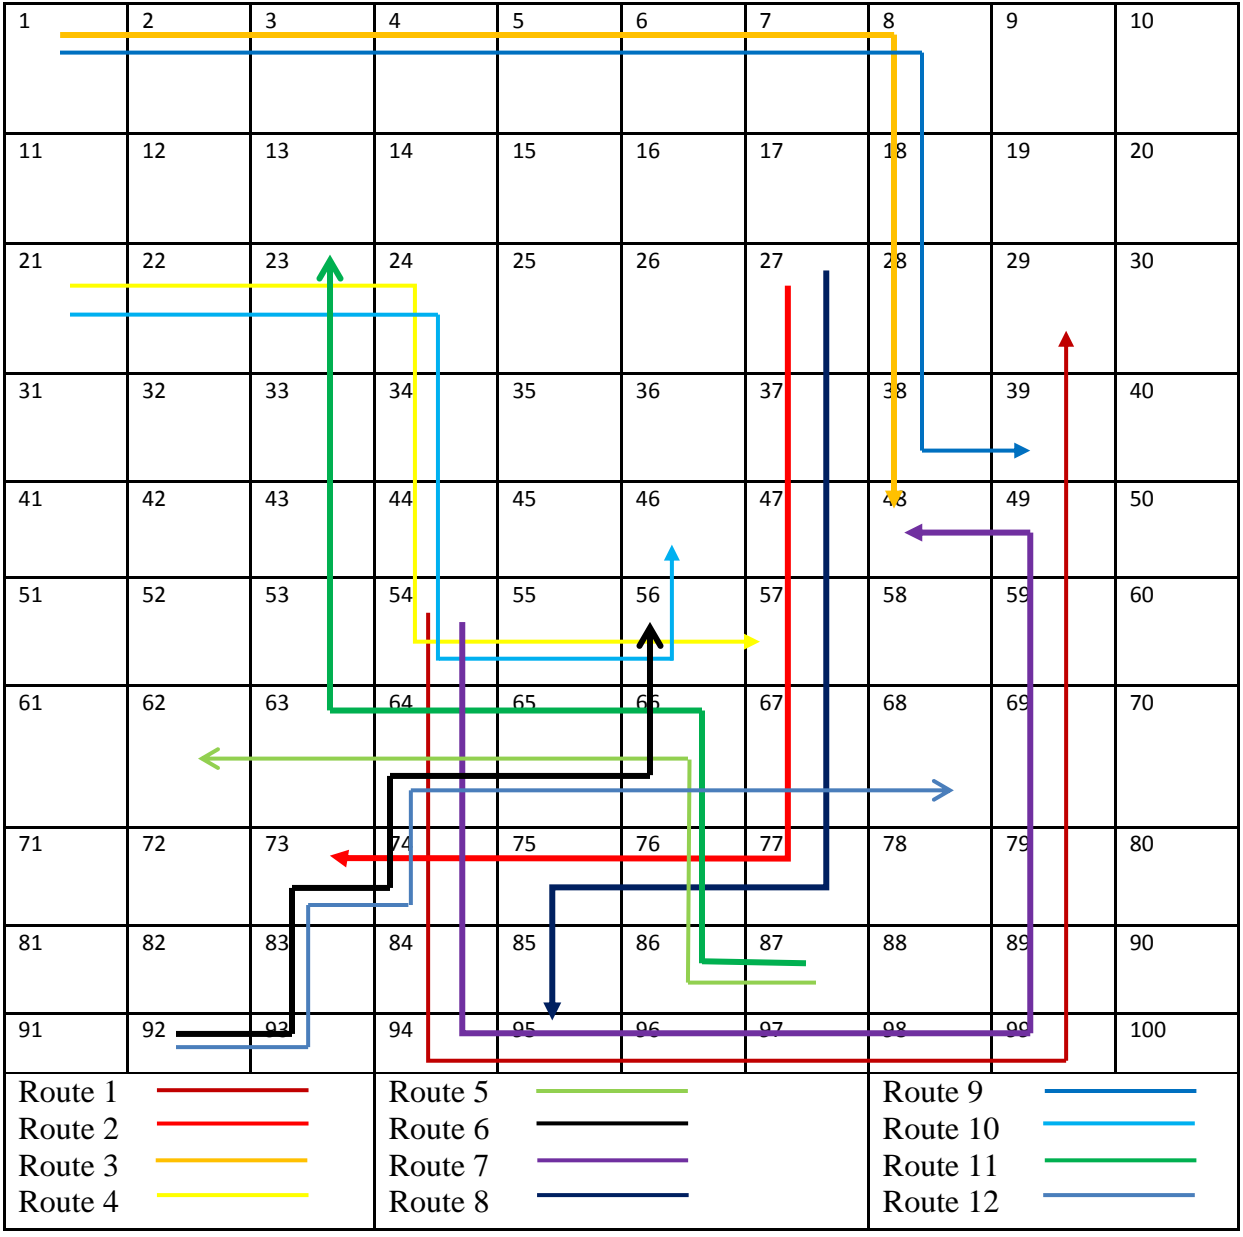 1 2 3 4 5 6 7 8 9 10
11 12 13 14 15 16 17 18 19 20
21 22 23 24 25 26 27 28 29 30
31 32 33 34 35 36 37 38 39 40
41 42 43 44 45 46 47 48 49 50
51 52 53 54 55 56 57 58 59 60
61 62 63 64 65 66 67 68 69 70
71 72 73 74 75 76 77 78 79 80
81 82 83 84 85 86 87 88 89 90
91 92 93 94 95 96 97 98 99 100
Route 1
Route 2
Route 3
Route 4
Route 5
Route 6
Route 7
Route 8
Route 9
Route 10
Route 11
Route 12